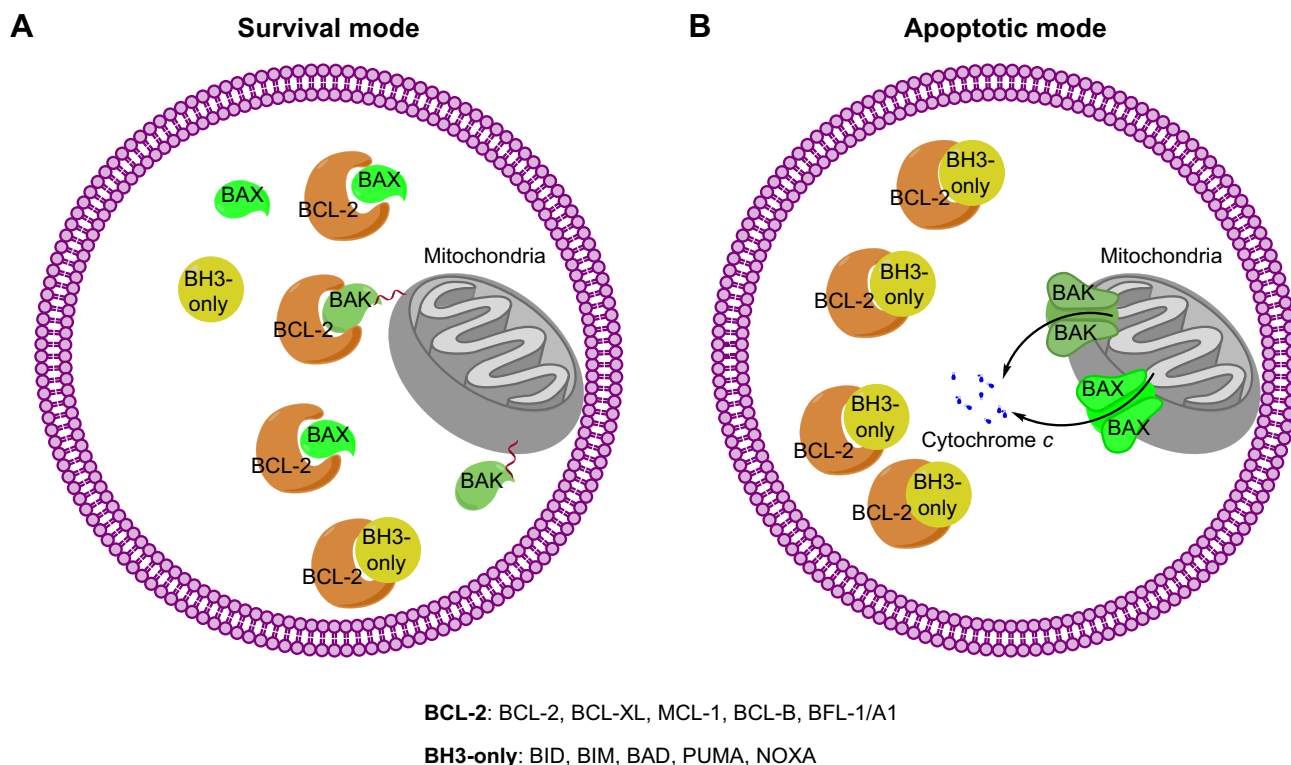 A
Survival mode
BAX
BAX
BCL-2
BH3-
only
Mitochondria
BAK
BCL-2
BAX
BCL-2
BAK
BH3-
only
BCL-2
B
Apoptotic mode
BH3-
only
BCL-2
BH3-
only
BCL-2
Mitochondria
BAK
BAK
BAX
BAX
Cytochrome c
BH3-
only
BCL-2
BH3-
only
BCL-2
BCL-2: BCL-2, BCL-XL, MCL-1, BCL-B, BFL-1/A1
BH3-only: BID, BIM, BAD, PUMA, NOXA